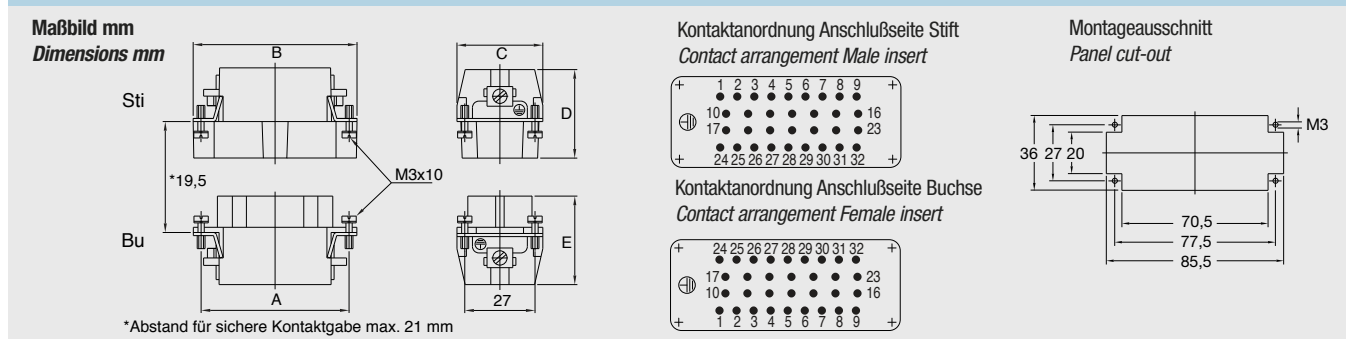 Maßbild mm
Dimensions mm
B
C
Sti
D
*19,5
M3x10
Bu
E
A
27
*Abstand für sichere Kontaktgabe max. 21 mm
Kontaktanordnung Anschlußseite Stift
Contact arrangement Male insert
1 2 3 4 5 6 7 8 9
10 16
17 23
24 25 26 27 28 29 30 31 32
Kontaktanordnung Anschlußseite Buchse
Contact arrangement Female insert
24 25 26 27 28 29 30 31 32
17 23
10 16
1 2 3 4 5 6 7 8 9
Montageausschnitt
Panel cut-out
M3
36 27 20
70,5
77,5
85,5